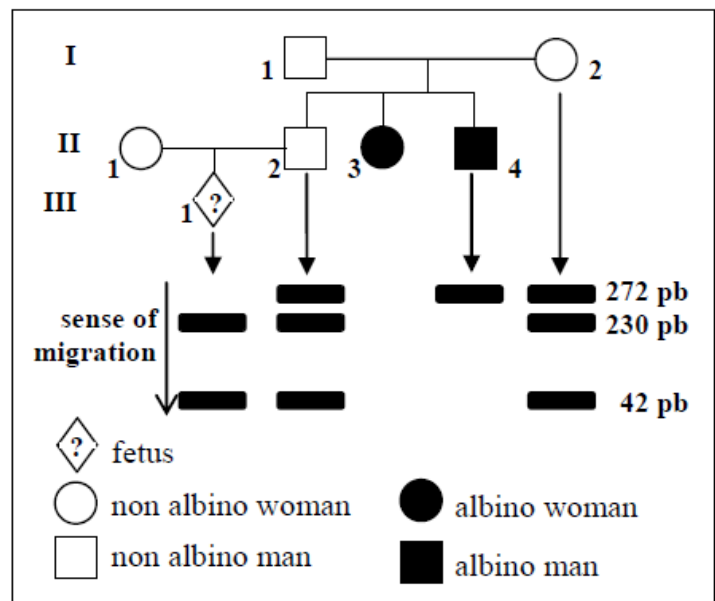 I
1
2
II
1
2
3
4
III
1
?
272 pb
sense of
migration
230 pb
42 pb
? fetus
non albino woman
albino woman
non albino man
albino man